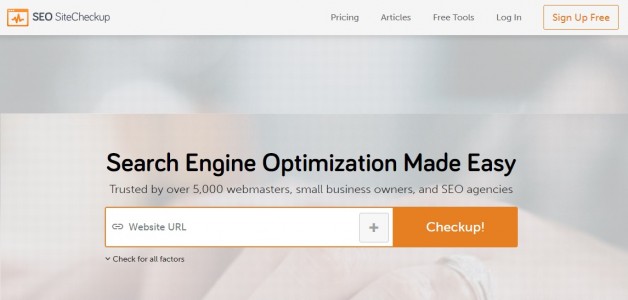 SEO SiteCheckup
Pricing
Articles
Free Tools
Log In
Sign Up Free
Search Engine Optimization Made Easy
Trusted by over 5,000 webmasters, small business owners, and SEO agencies
Website URL
+
Checkup!
Check for all factors